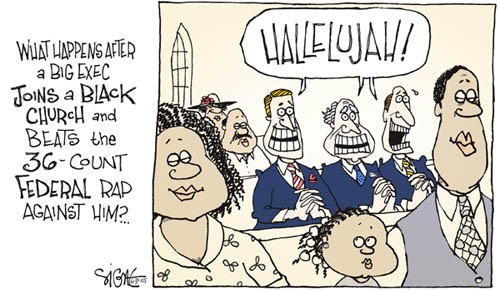 WHAT HAPPENS AFTER
a BIG EXEC
JOINS a BLACK
CHURCH and
BEATS the
36-COUNT
FEDERAL RAP
AGAINST HIM?..
HALLELUJAH!